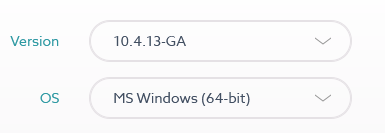 Version 10.4.13-GA
OS MS Windows (64-bit)